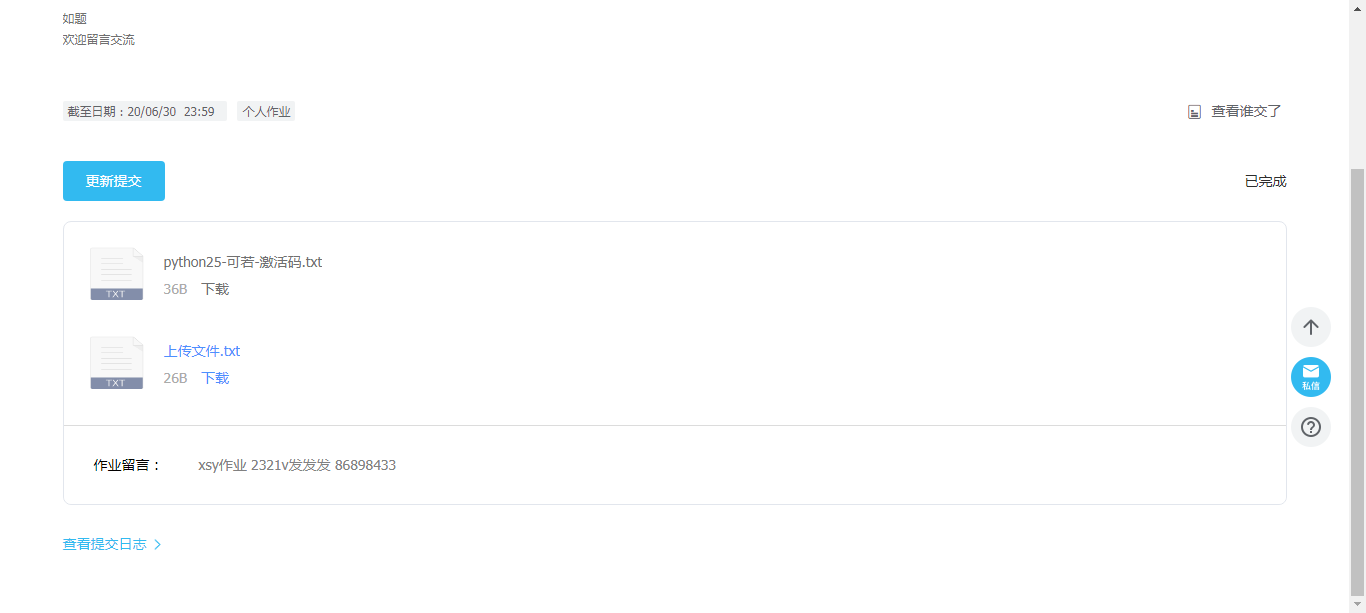 如题
欢迎留言交流
截至日期：20/06/30 23:59 个人作业 查看谁交了
更新提交 已完成
python25-可若-激活码.txt
TXT 36B 下载
上传文件.txt
TXT 26B 下载
私信
作业留言： xsy作业 2321v发发发 86898433
查看提交日志 >